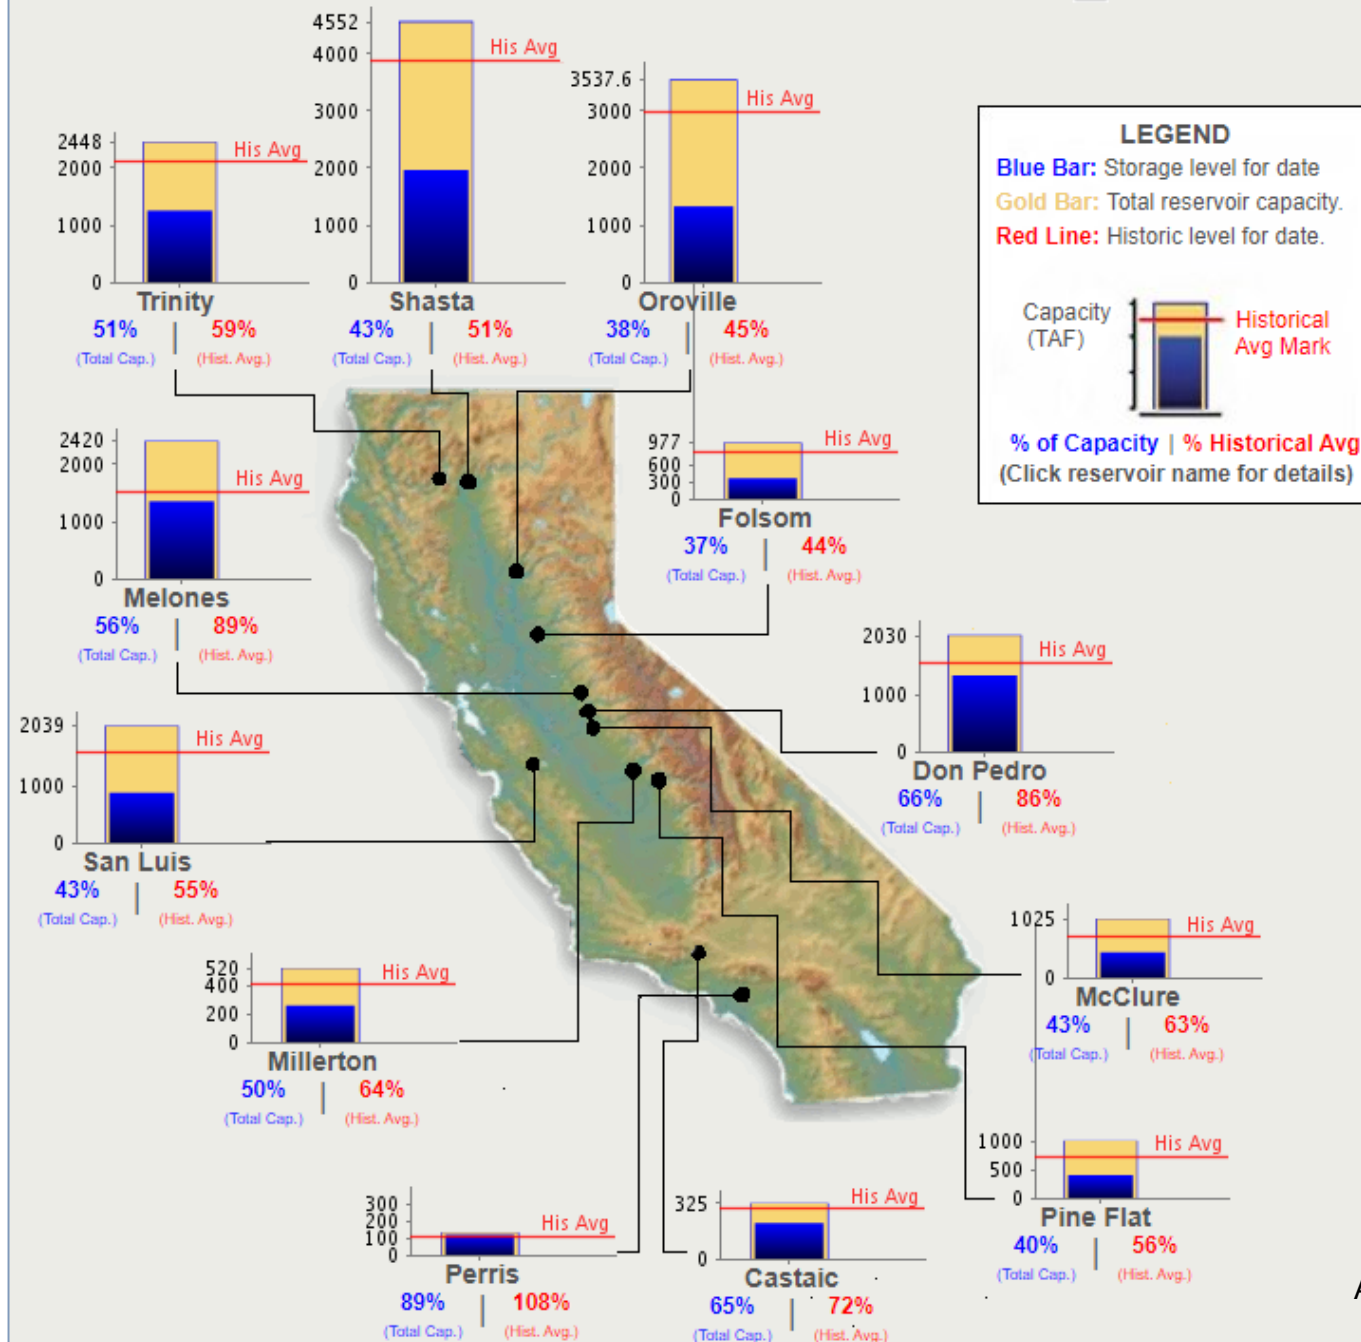 4552
4000
3000
2000
1000
0
His Avg
Shasta
43% | 51%
(Total Cap.) (Hist. Avg.)
3537.6
3000
2000
1000
0
His Avg
Oroville
38% | 45%
(Total Cap.) (Hist. Avg.)
2448
2000
1000
0
His Avg
Trinity
51% | 59%
(Total Cap.) (Hist. Avg.)
LEGEND
Blue Bar: Storage level for date
Gold Bar: Total reservoir capacity.
Red Line: Historic level for date.
Capacity
(TAF)
Historical
Avg Mark
% of Capacity | % Historical Avg
(Click reservoir name for details)
2420
2000
1000
0
His Avg
Melones
56% | 89%
(Total Cap.) (Hist. Avg.)
977
600
300
0
His Avg
Folsom
37% | 44%
(Total Cap.) (Hist. Avg.)
2030
1000
0
His Avg
Don Pedro
66% | 86%
(Total Cap.) (Hist. Avg.)
2039
1000
0
His Avg
San Luis
43% | 55%
(Total Cap.) (Hist. Avg.)
1025
0
His Avg
McClure
43% | 63%
(Total Cap.) (Hist. Avg.)
520
400
200
0
His Avg
Millerton
50% | 64%
(Total Cap.) (Hist. Avg.)
1000
500
0
His Avg
Pine Flat
40% | 56%
(Total Cap.) (Hist. Avg.)
300
200
100
0
His Avg
Perris
89% | 108%
(Total Cap.) (Hist. Avg.)
325
0
His Avg
Castaic
65% | 72%
(Total Cap.) (Hist. Avg.)